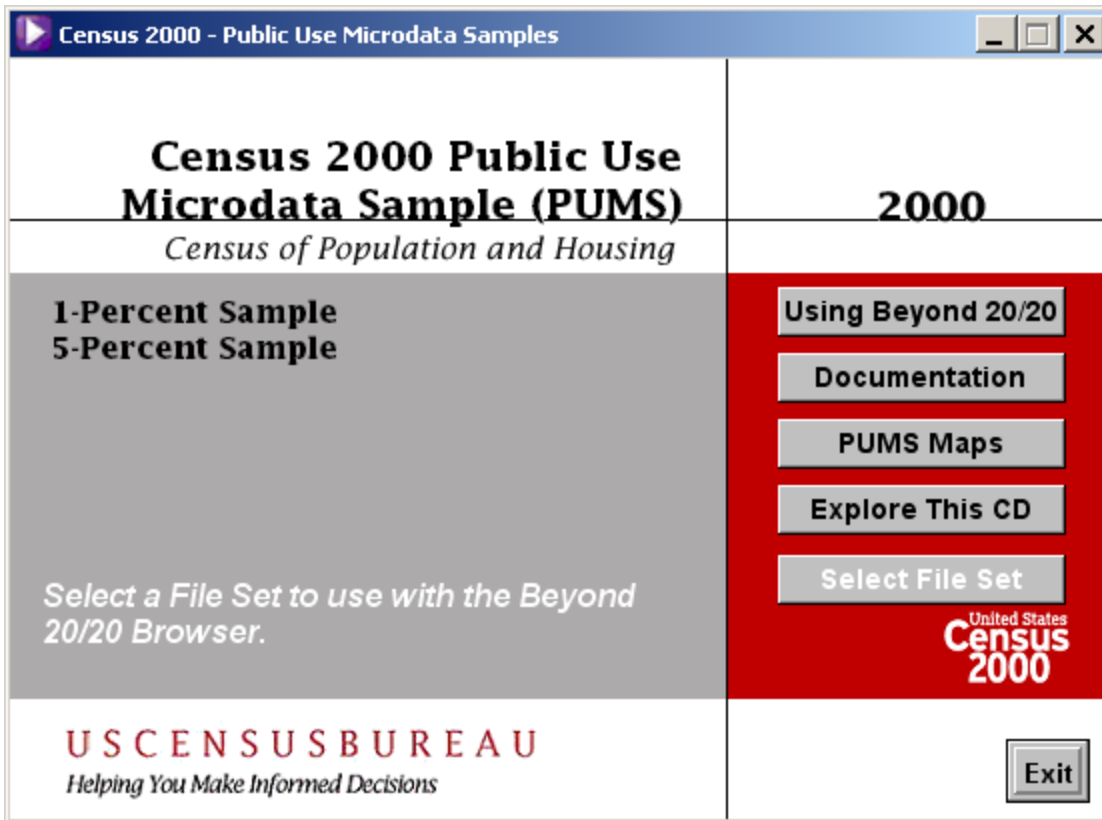 Census 2000 - Public Use Microdata Samples
Census 2000 Public Use
Microdata Sample (PUMS)
2000
Census of Population and Housing
1-Percent Sample
5-Percent Sample
Select a File Set to use with the Beyond
20/20 Browser.
Using Beyond 20/20
Documentation
PUMS Maps
Explore This CD
Select File Set
United States
Census
2000
USCENSUSBUREAU
Helping You Make Informed Decisions
Exit